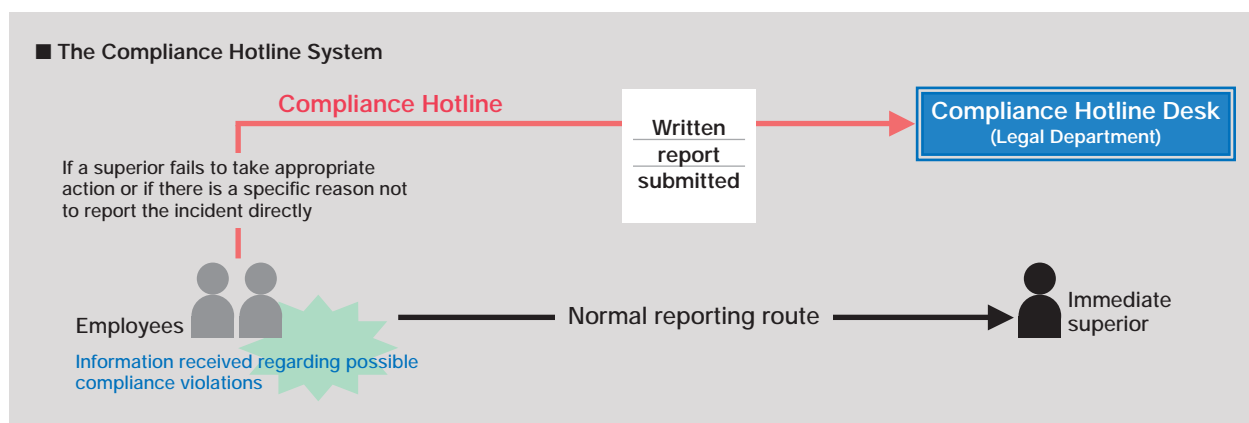 ■ The Compliance Hotline System
Compliance Hotline
Written
report
submitted
Compliance Hotline Desk
(Legal Department)
If a superior fails to take appropriate
action or if there is a specific reason not
to report the incident directly
Employees
Information received regarding possible
compliance violations
Normal reporting route
Immediate
superior